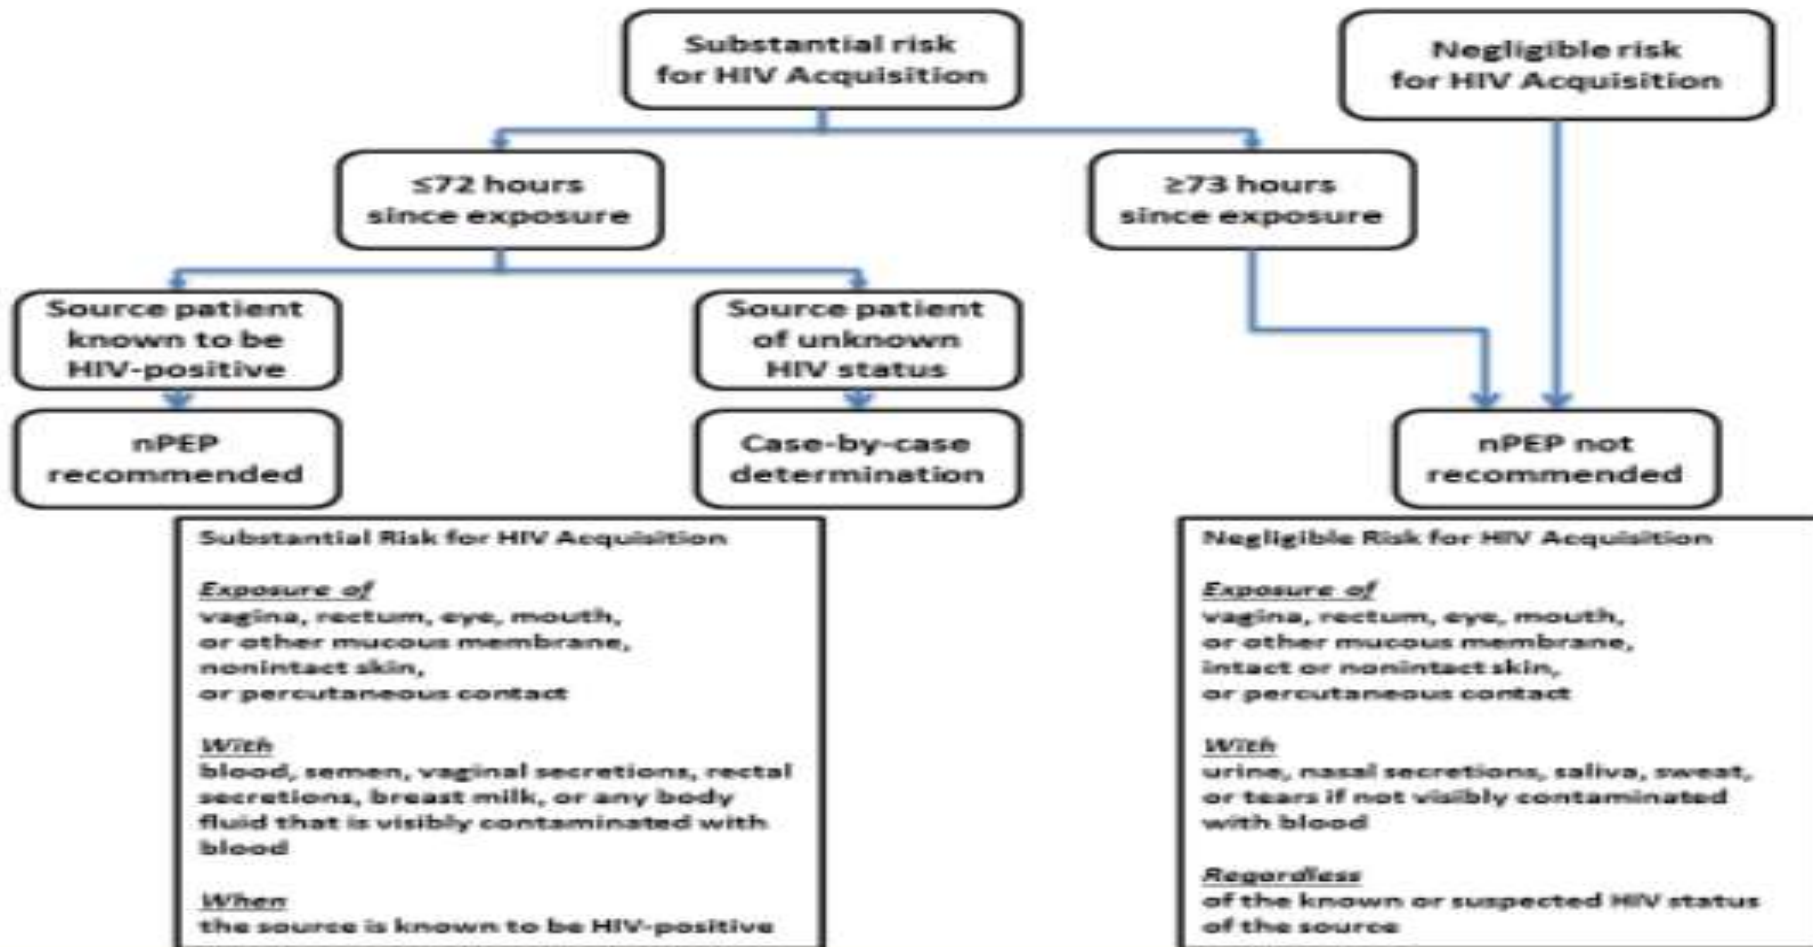 Substantial risk
for HIV Acquisition
Negligible risk
for HIV Acquisition
≤72 hours
since exposure
≥73 hours
since exposure
Source patient
known to be
HIV-positive
Source patient
of unknown
HIV status
nPEP
recommended
Case-by-case
determination
nPEP not
recommended
Substantial Risk for HIV Acquisition
Exposure of
vagina, rectum, eye, mouth,
or other mucous membrane,
nonintact skin,
or percutaneous contact
With
blood, semen, vaginal secretions, rectal
secretions, breast milk, or any body
fluid that is visibly contaminated with
blood
When
the source is known to be HIV-positive
Negligible Risk for HIV Acquisition
Exposure of
vagina, rectum, eye, mouth,
or other mucous membrane,
intact or nonintact skin,
or percutaneous contact
With
urine, nasal secretions, saliva, sweat,
or tears if not visibly contaminated
with blood
Regardless
of the known or suspected HIV status
of the source